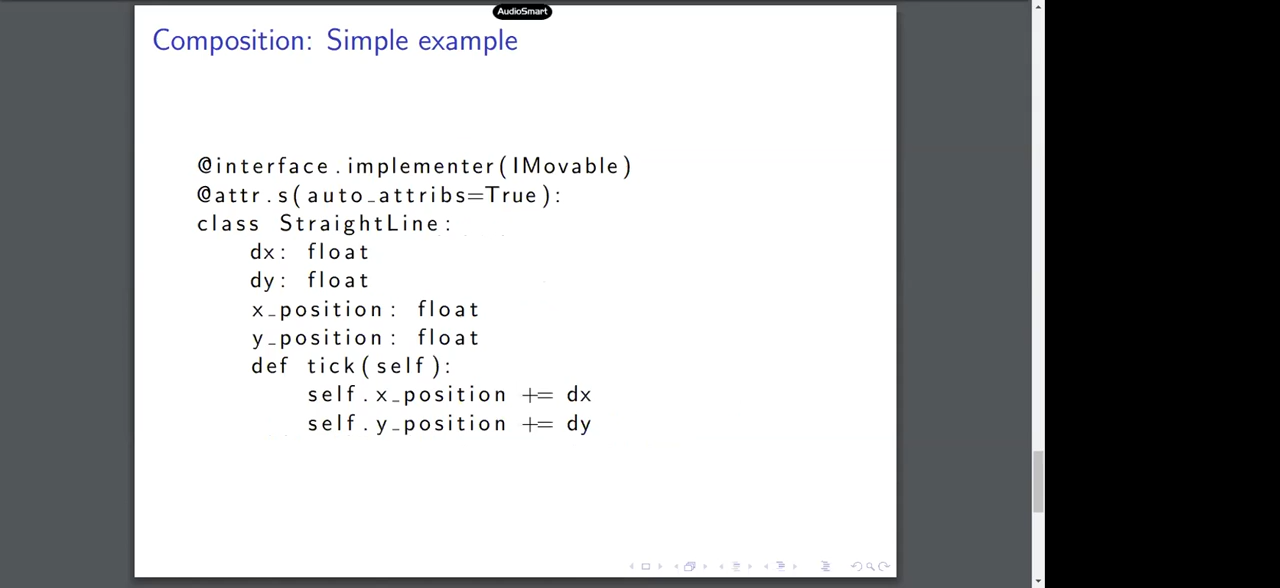 AudioSmart
Composition: Simple example
@interface.implementer(IMovable)
@attr.s(auto_attribs=True):
class StraightLine:
    dx: float
    dy: float
    x_position: float
    y_position: float
    def tick(self):
        self.x_position += dx
        self.y_position += dy